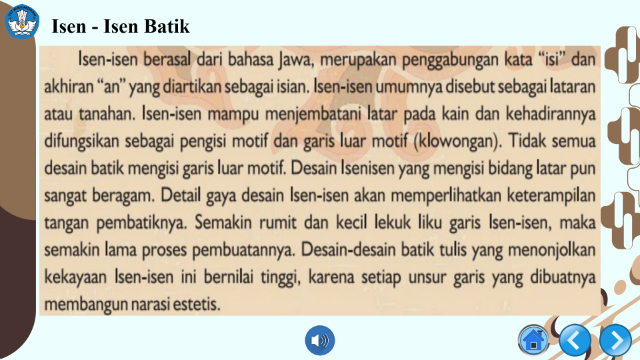 Isen - Isen Batik
Isen-isen berasal dari bahasa Jawa, merupakan penggabungan kata “isi” dan
akhiran “an” yang diartikan sebagai isian. Isen-isen umumnya disebut sebagai lataran
atau tanahan. Isen-isen mampu menjembatani latar pada kain dan kehadirannya
difungsikan sebagai pengisi motif dan garis luar motif (klowongan). Tidak semua
desain batik mengisi garis luar motif. Desain Isenisen yang mengisi bidang latar pun
sangat beragam. Detail gaya desain Isen-isen akan memperlihatkan keterampilan
tangan pembatiknya. Semakin rumit dan kecil lekuk liku garis Isen-isen, maka
semakin lama proses pembuatannya. Desain-desain batik tulis yang menonjolkan
kekayaan Isen-isen ini bernilai tinggi, karena setiap unsur garis yang dibuatnya
membangun narasi estetis.